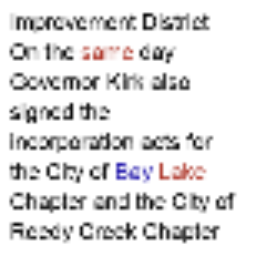 Improvement District
On the same day
Governor Kirk also
signed the
incorporation acts for
the City of Bay Lake
Chapter and the City of
Reedy Creek Chapter